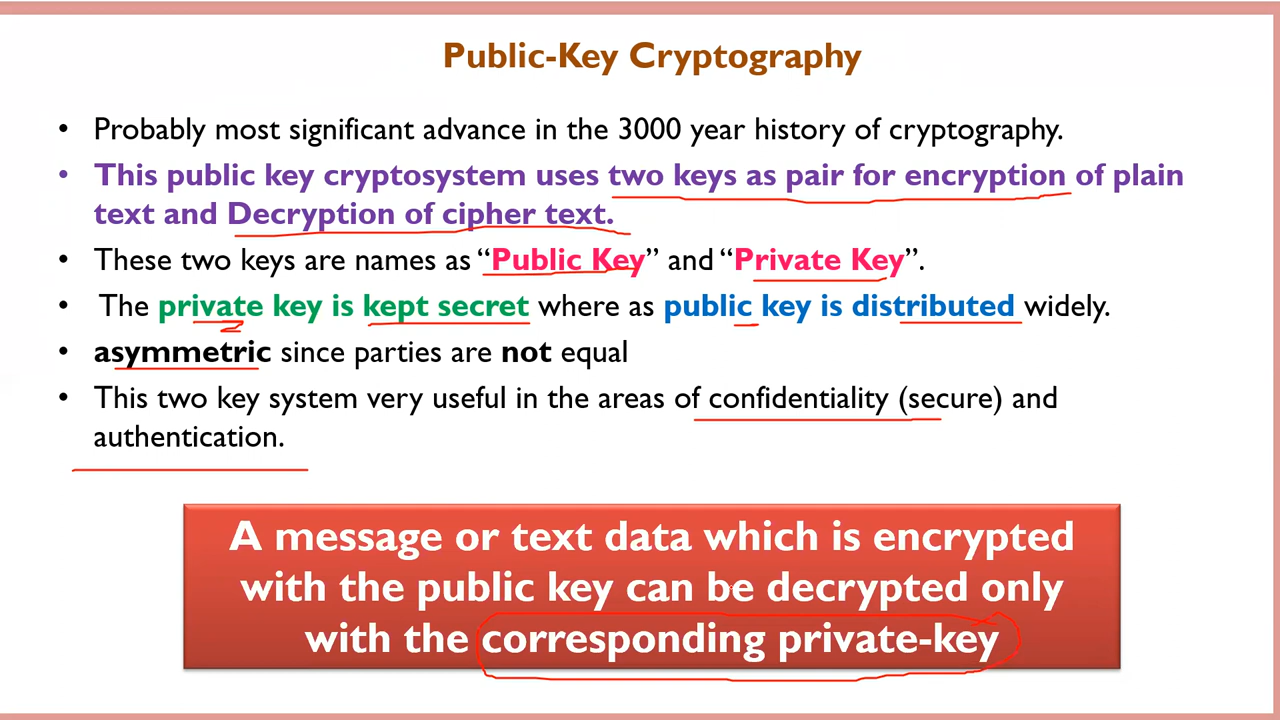 Public-Key Cryptography
• Probably most significant advance in the 3000 year history of cryptography.
• This public key cryptosystem uses two keys as pair for encryption of plain
text and Decryption of cipher text.
• These two keys are names as “Public Key” and “Private Key”.
• The private key is kept secret where as public key is distributed widely.
• asymmetric since parties are not equal
• This two key system very useful in the areas of confidentiality (secure) and
authentication.
A message or text data which is encrypted
with the public key can be decrypted only
with the corresponding private-key